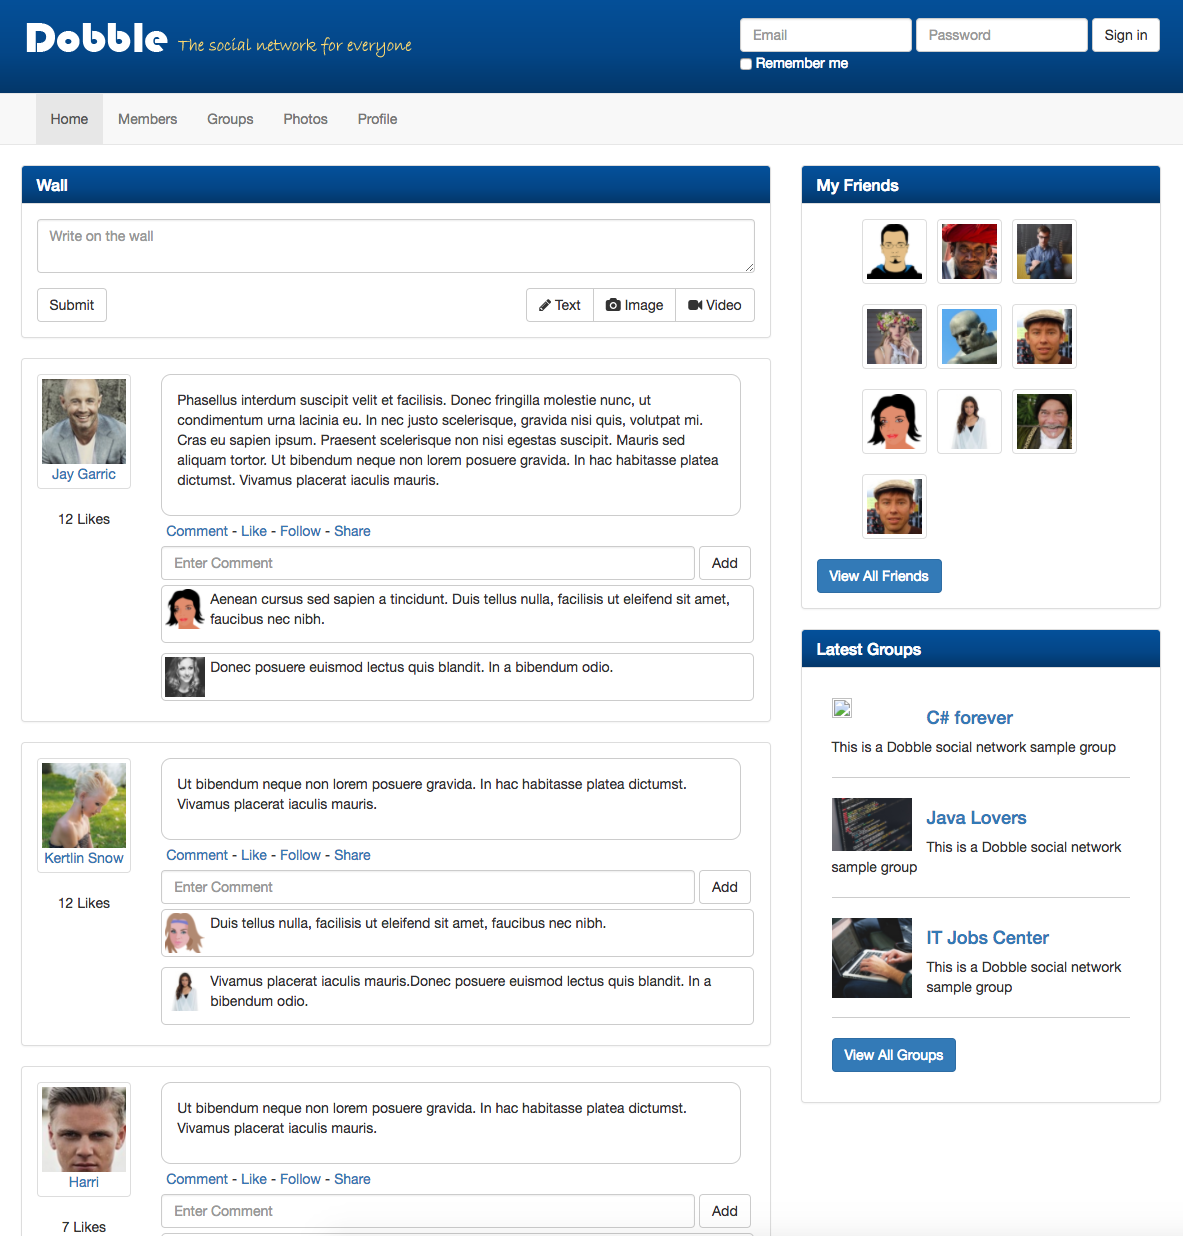 Dobble The social network for everyone
Email Password Sign in
Remember me
Home Members Groups Photos Profile
Wall
Write on the wall
Submit Text Image Video
Jay Garric
12 Likes
Phasellus interdum suscipit velit et facilisis. Donec fringilla molestie nunc, ut
condimentum urna lacinia eu. In nec justo scelerisque, gravida nisi quis, volutpat mi.
Cras eu sapien ipsum. Praesent scelerisque non nisi egestas suscipit. Mauris sed
aliquam tortor. Ut bibendum neque non lorem posuere gravida. In hac habitasse platea
dictumst. Vivamus placerat iaculis mauris.
Comment - Like - Follow - Share
Enter Comment Add
Aenean cursus sed sapien a tincidunt. Duis tellus nulla, facilisis ut eleifend sit amet,
faucibus nec nibh.
Donec posuere euismod lectus quis blandit. In a bibendum odio.
Kertlin Snow
12 Likes
Ut bibendum neque non lorem posuere gravida. In hac habitasse platea dictumst.
Vivamus placerat iaculis mauris.
Comment - Like - Follow - Share
Enter Comment Add
Duis tellus nulla, facilisis ut eleifend sit amet, faucibus nec nibh.
Vivamus placerat iaculis mauris.Donec posuere euismod lectus quis blandit. In a
bibendum odio.
Harri
7 Likes
Ut bibendum neque non lorem posuere gravida. In hac habitasse platea dictumst.
Vivamus placerat iaculis mauris.
Comment - Like - Follow - Share
Enter Comment Add
My Friends
View All Friends
Latest Groups
C# forever
This is a Dobble social network sample group
Java Lovers
This is a Dobble social network
sample group
IT Jobs Center
This is a Dobble social network
sample group
View All Groups